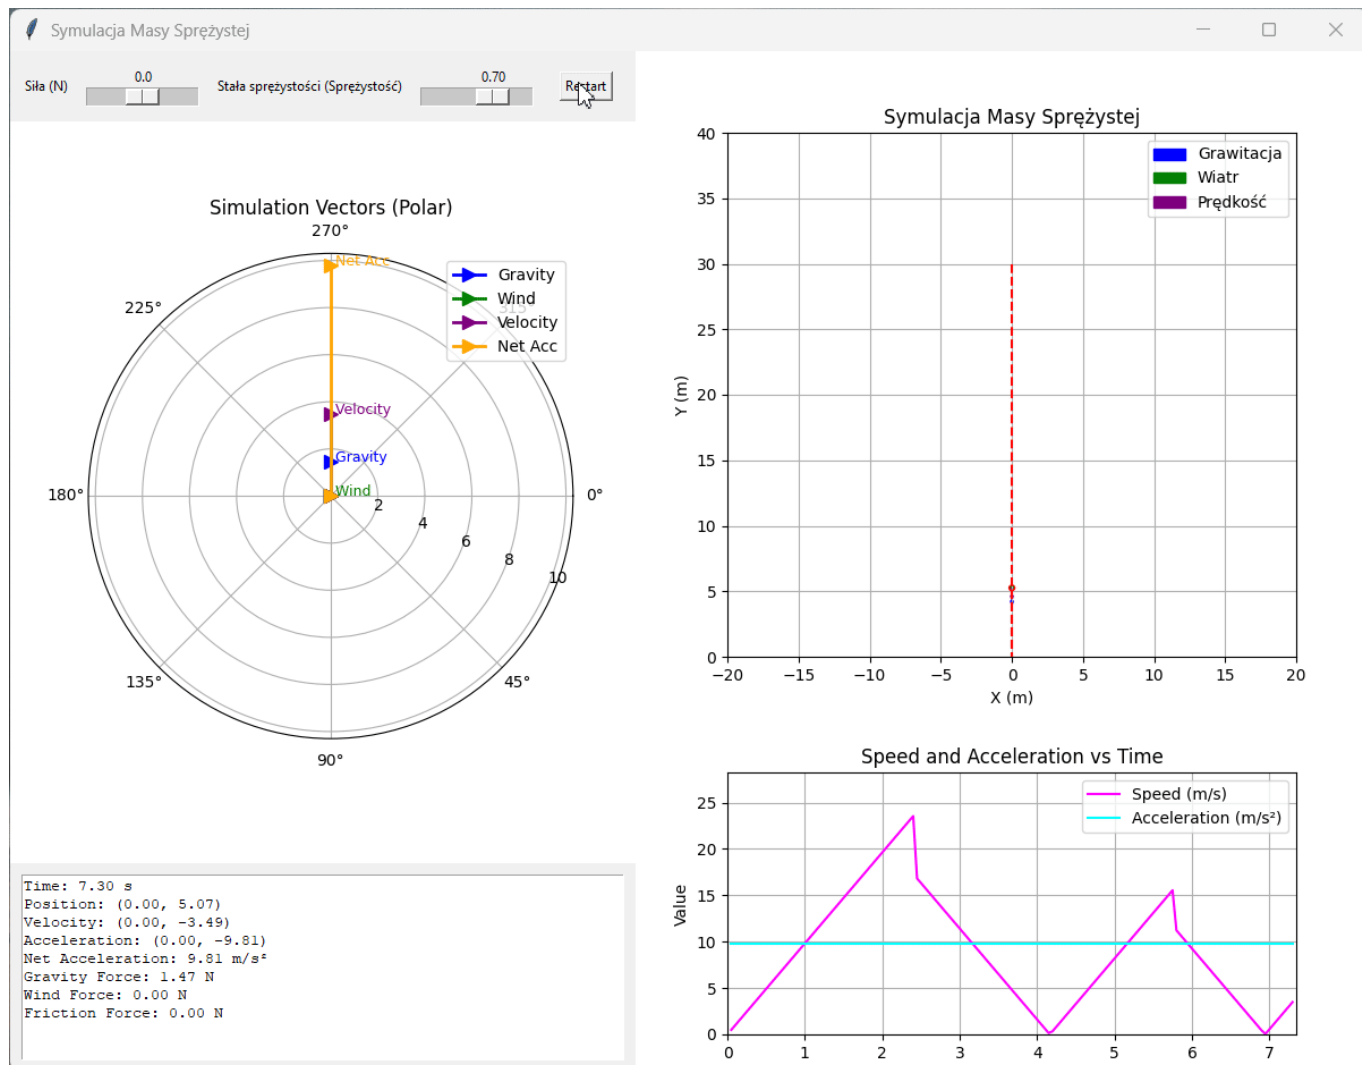 Symulacja Masy Sprężystej
Siła (N)
0.0
Stała sprężystości (Sprężystość)
0.70
Restart
Simulation Vectors (Polar)
270°
225°
315°
180°
0°
135°
45°
90°
2
4
6
8
10
Net Acc
Velocity
Gravity
Wind
Gravity
Wind
Velocity
Net Acc
Time: 7.30 s
Position: (0.00, 5.07)
Velocity: (0.00, -3.49)
Acceleration: (0.00, -9.81)
Net Acceleration: 9.81 m/s²
Gravity Force: 1.47 N
Wind Force: 0.00 N
Friction Force: 0.00 N
Symulacja Masy Sprężystej
Grawitacja
Wiatr
Prędkość
40
35
30
25
20
15
10
5
0
Y (m)
−20 −15 −10 −5 0 5 10 15 20
X (m)
Speed and Acceleration vs Time
Speed (m/s)
Acceleration (m/s²)
25
20
15
10
5
0
Value
0 1 2 3 4 5 6 7